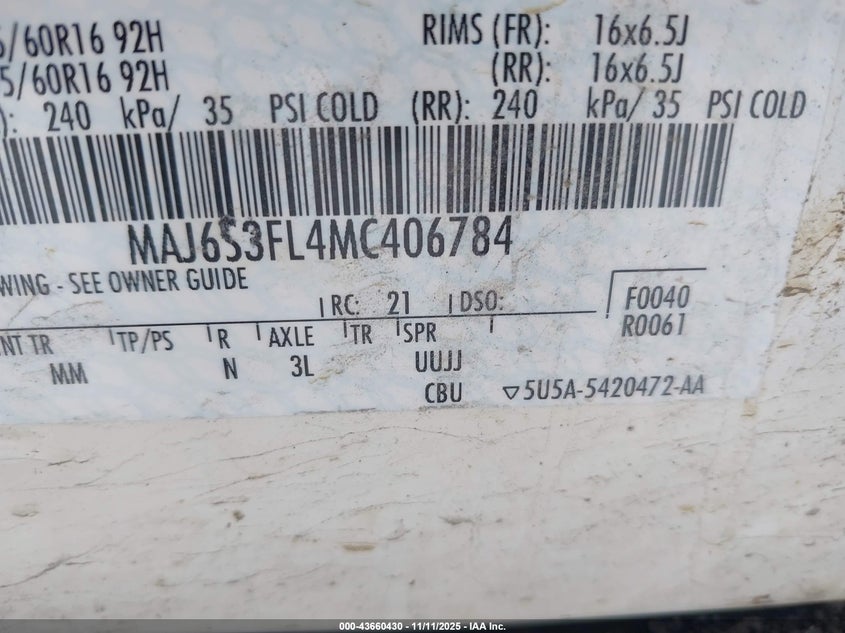 /60R16 92H RIMS (FR): 16x6.5J
5/60R16 92H (RR): 16x6.5J
): 240 kPa/ 35 PSI COLD (RR): 240 kPa/ 35 PSI COLD
MAJ6S3FL4MC406784
WING - SEE OWNER GUIDE
RC: 21 DSO:
F0040
R0061
NT TR TP/PS R AXLE TR SPR
MM N 3L UUJJ
CBU ▽5U5A-5420472-AA
000-43660430 - 11/11/2025 - IAA Inc.